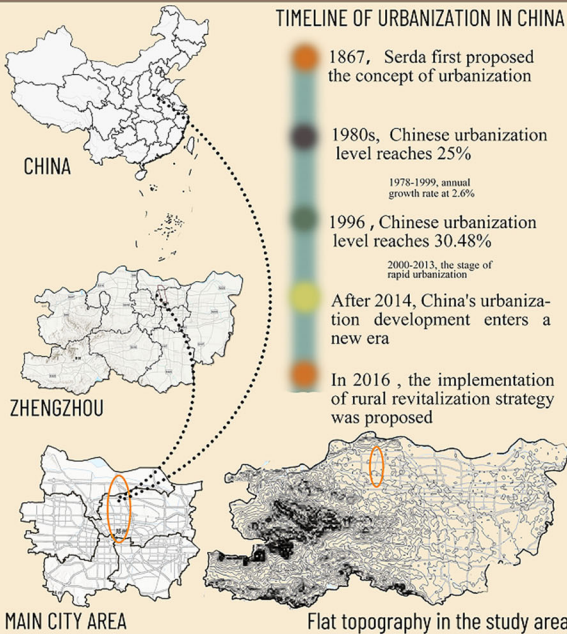 TIMELINE OF URBANIZATION IN CHINA
1867, Serda first proposed
the concept of urbanization
1980s, Chinese urbanization
level reaches 25%
1978-1999, annual
growth rate at 2.6%
1996 , Chinese urbanization
level reaches 30.48%
2000-2013, the stage of
rapid urbanization
After 2014, China's urbaniza-
tion development enters a
new era
In 2016 , the implementation
of rural revitalization strategy
was proposed
CHINA
ZHENGZHOU
MAIN CITY AREA
Flat topography in the study area